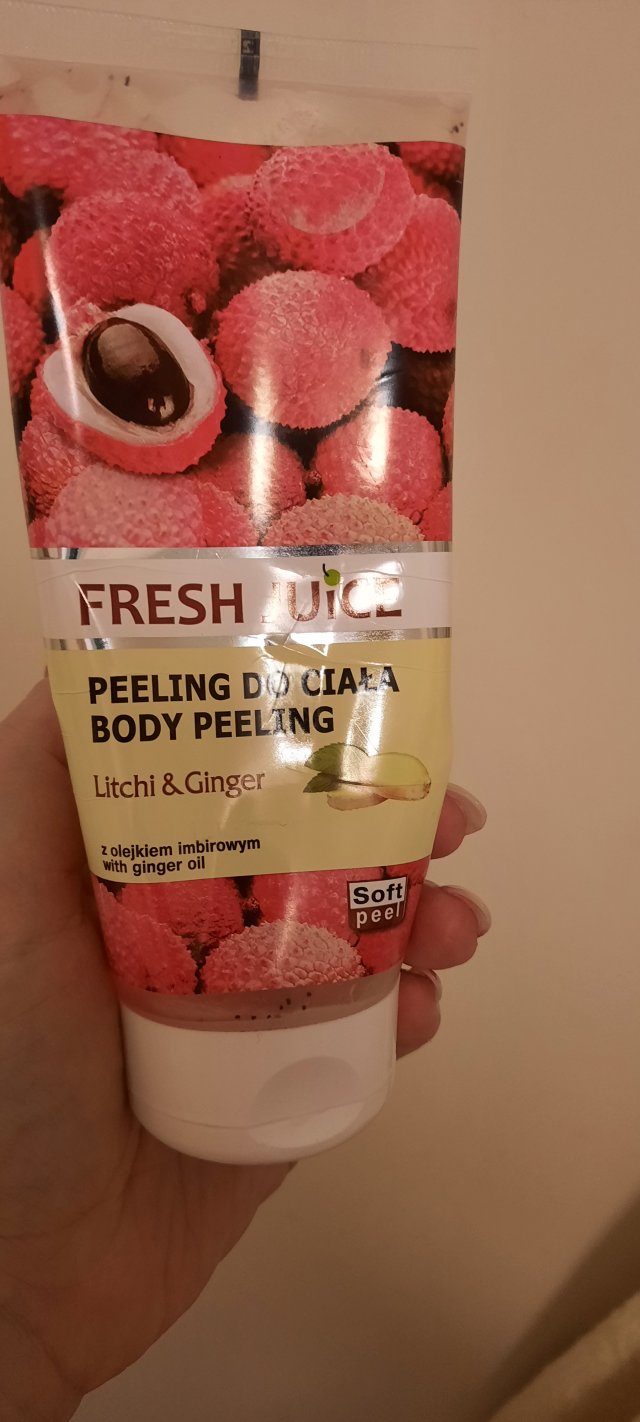 FRESH JUiCE
PEELING DO CIAŁA
BODY PEELING
Litchi & Ginger
z olejkiem imbirowym
with ginger oil
Soft
peel